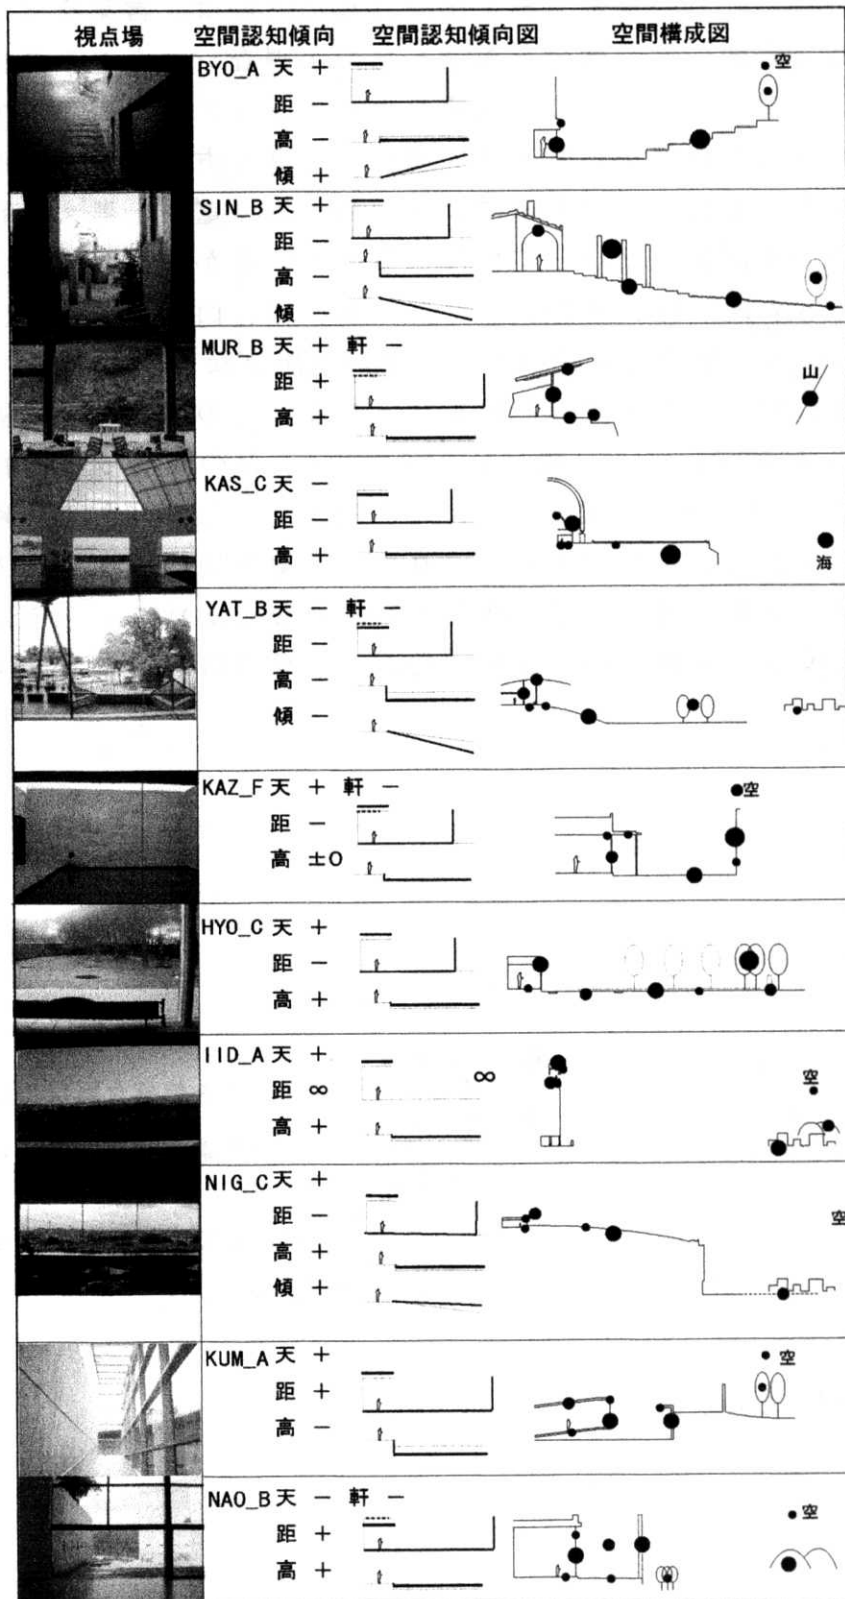 視点場 空間認知傾向 空間認知傾向図 空間構成図
BYO_A 天 + 空
距 −
高 −
傾 +
SIN_B 天 +
距 −
高 −
傾 −
MUR_B 天 + 軒 −
距 + 山
高 +
KAS_C 天 −
距 −
高 + 海
YAT_B 天 − 軒 −
距 −
高 −
傾 −
KAZ_F 天 + 軒 − 空
距 −
高 ±0
HYO_C 天 +
距 −
高 +
IID_A 天 +
距 ∞ ∞ 空
高 +
NIG_C 天 +
距 − 空
高 +
傾 +
KUM_A 天 + 空
距 +
高 −
NAO_B 天 − 軒 − 空
距 +
高 +